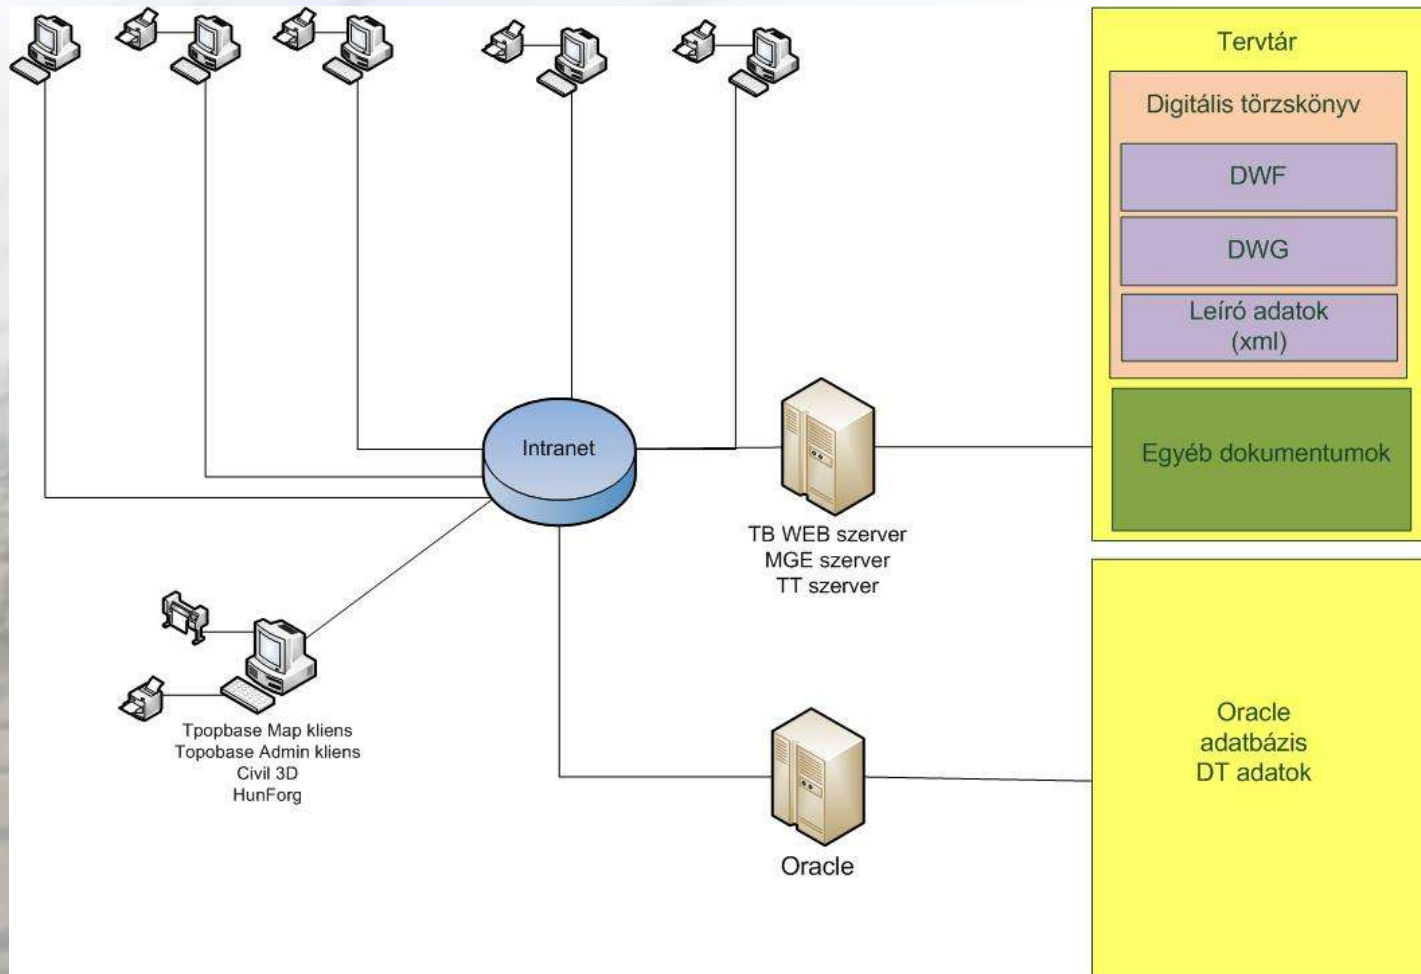 Tervtár
Digitális törzskönyv
DWF
DWG
Leíró adatok
(xml)
Egyéb dokumentumok
Intranet
TB WEB szerver
MGE szerver
TT szerver
Tpopbase Map kliens
Topobase Admin kliens
Civil 3D
HunForg
Oracle
Oracle
adatbázis
DT adatok